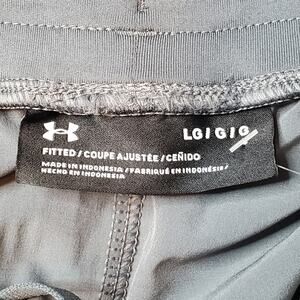 LG/G/G
FITTED/COUPE AJUSTÉE/CEÑIDO
MADE IN INDONESIA/FABRIQUÉ EN INDONÉSIE/
HECHO EN INDONESIA